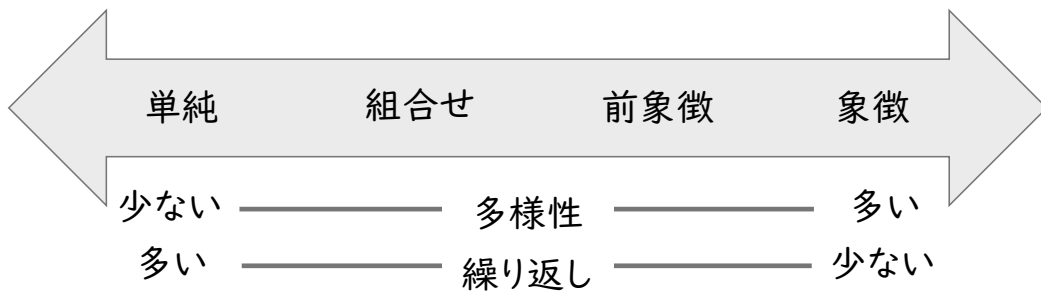 単純 組合せ 前象徴 象徴
少ない 多様性 多い
多い 繰り返し 少ない